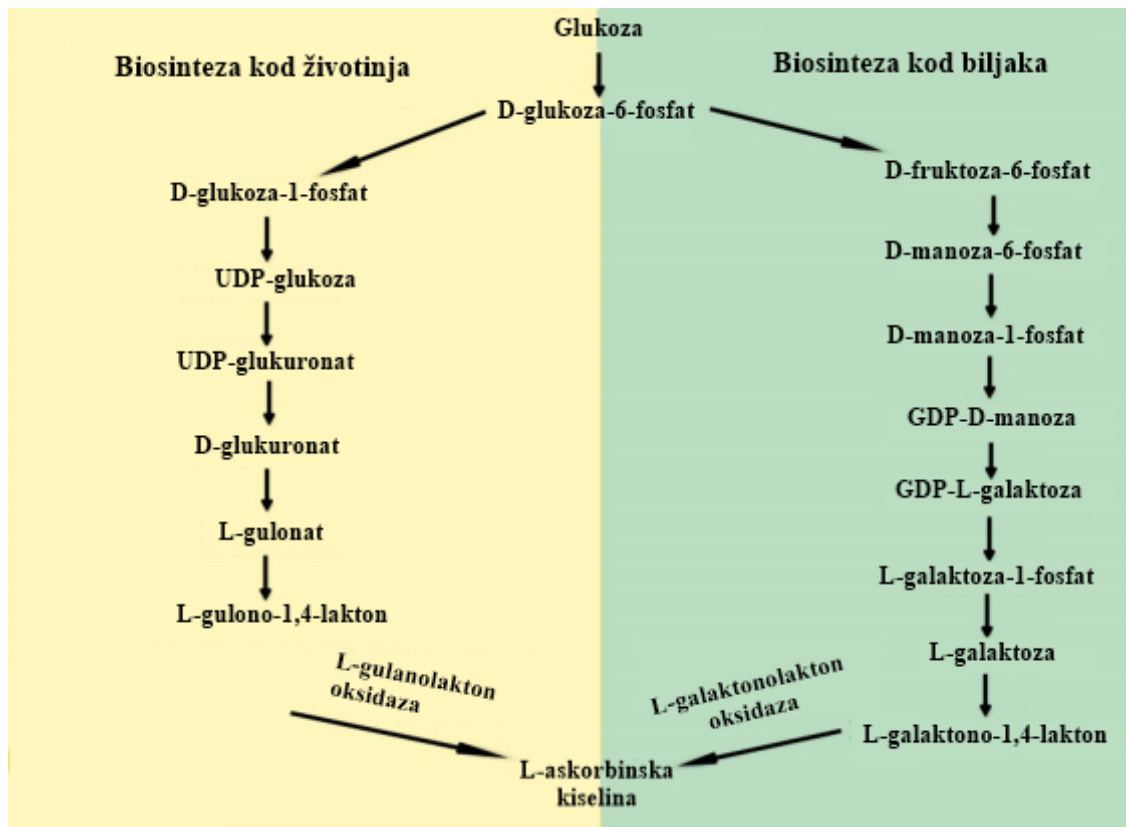 Glukoza
Biosinteza kod životinja
Biosinteza kod biljaka
D-glukoza-6-fosfat
D-glukoza-1-fosfat
UDP-glukoza
UDP-glukuronat
D-glukuronat
L-gulonat
L-gulono-1,4-lakton
L-gulanolakton
oksidaza
D-fruktoza-6-fosfat
D-manoza-6-fosfat
D-manoza-1-fosfat
GDP-D-manoza
GDP-L-galaktoza
L-galaktoza-1-fosfat
L-galaktoza
L-galaktono-1,4-lakton
L-galaktonolakton
oksidaza
L-askorbinska
kiselina